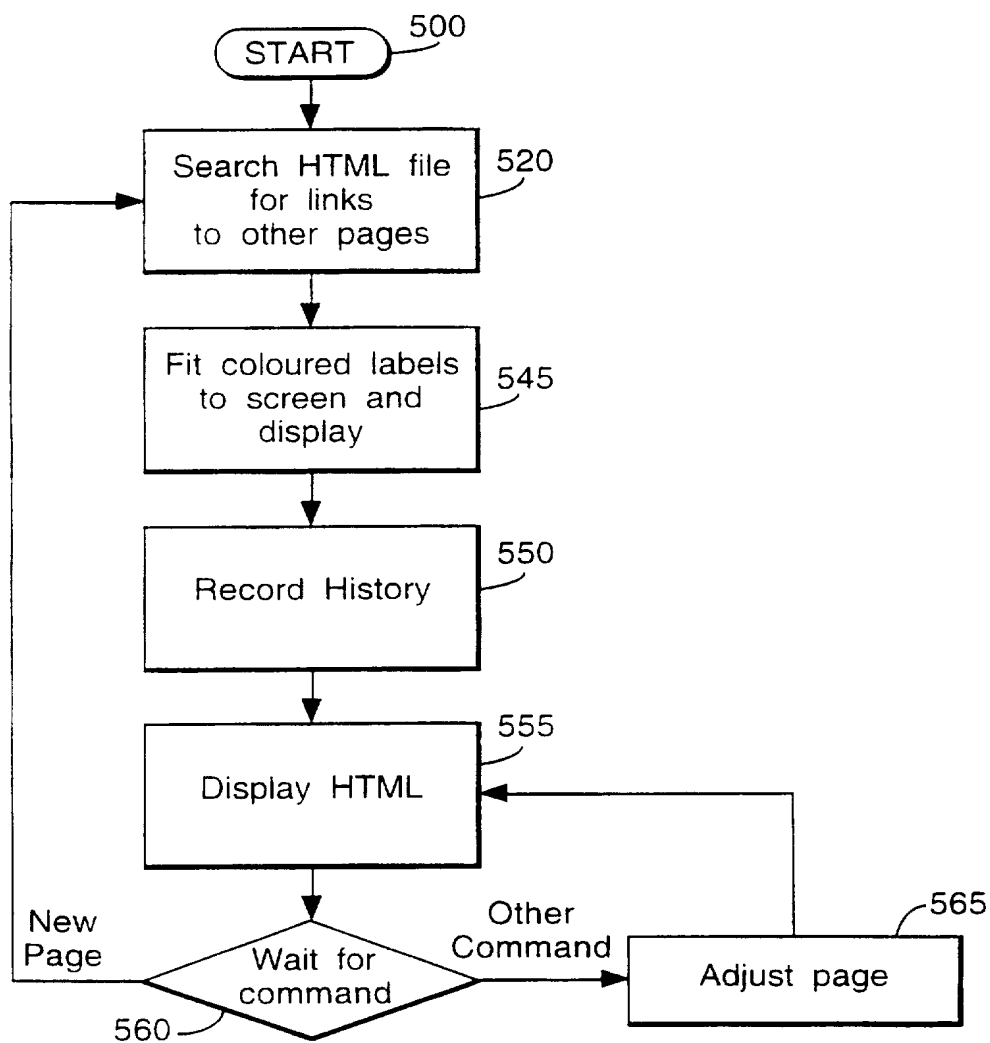 START
500
Search HTML file
for links
to other pages
520
Fit coloured labels
to screen and
display
545
Record History
550
Display HTML
555
New
Page
Wait for
command
560
Other
Command
Adjust page
565